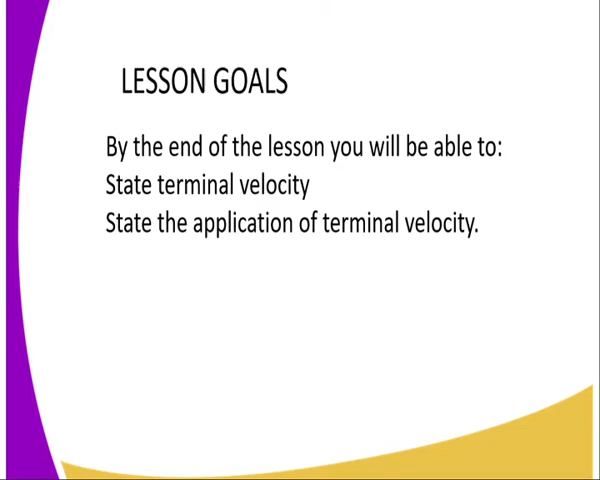 LESSON GOALS
By the end of the lesson you will be able to:
State terminal velocity
State the application of terminal velocity.